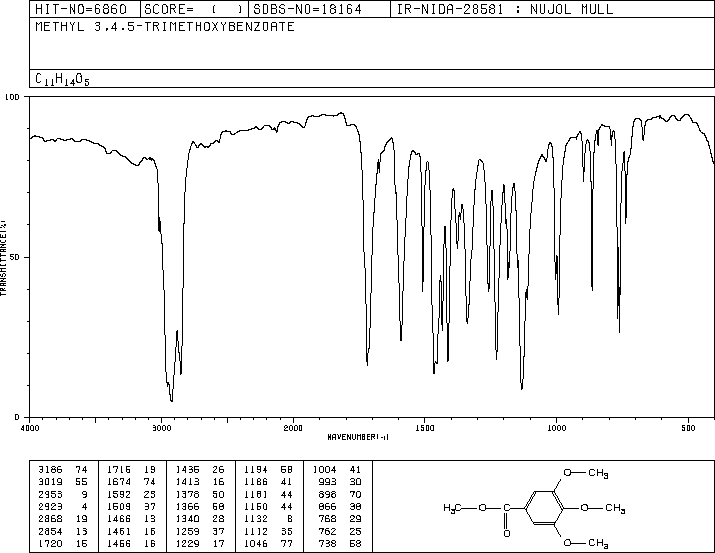 HIT-NO=6860 SCORE= ( ) SDBS-NO=18164 IR-NIDA-28581 : NUJOL MULL
METHYL 3,4,5-TRIMETHOXYBENZOATE
C11H14O5
100
50
0
TRANSMITTANCE(%)
4000 3000 2000 1500 1000 500
WAVENUMBER(-1)
3186 74 1716 19 1436 26 1194 68 1004 41
3019 55 1674 74 1413 16 1186 41 993 30
2953 9 1592 23 1378 50 1181 44 898 70
2923 4 1509 37 1366 60 1150 44 866 38
2868 19 1466 13 1340 28 1132 8 768 29
2854 13 1461 16 1259 37 1112 35 762 25
1720 15 1456 16 1229 17 1046 77 738 58
O-CH3
H3C-O C O-CH3
O O-CH3